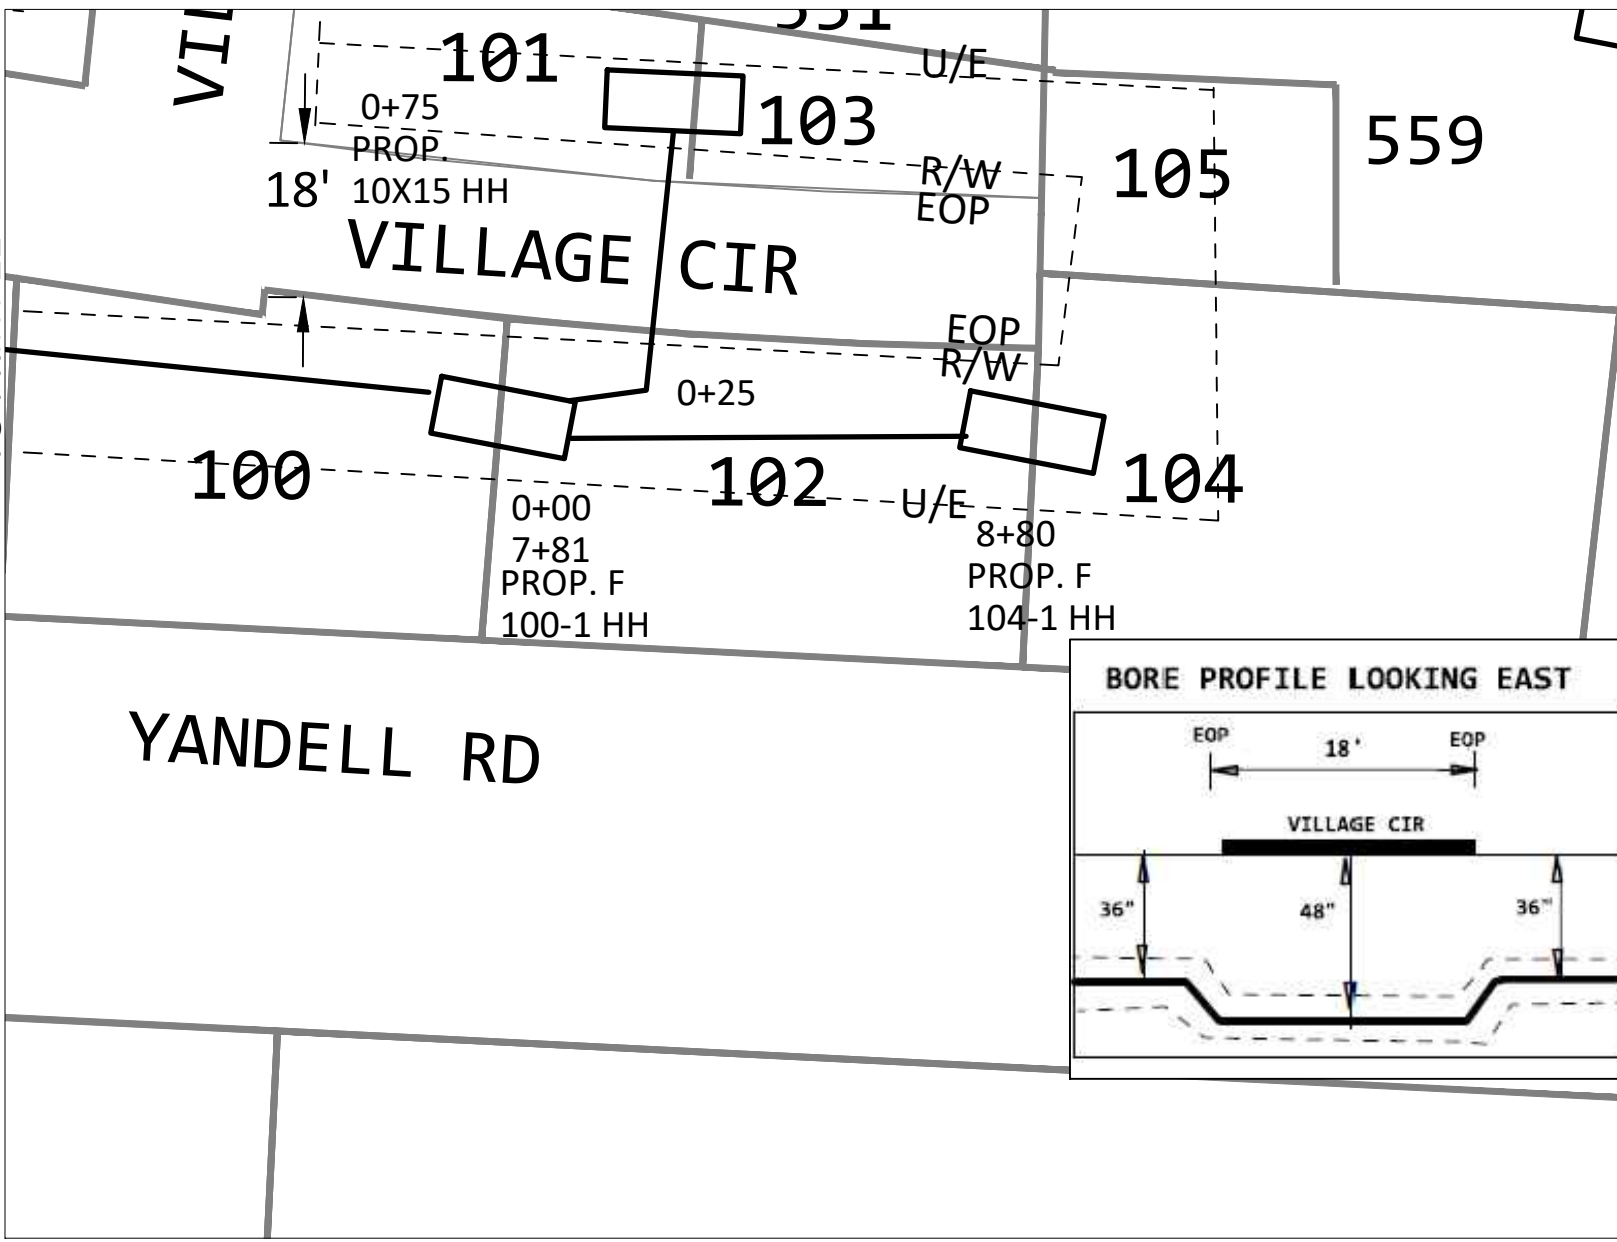 VIL
101
551
U/E
0+75
PROP.
10X15 HH
103
559
105
R/W
18'
EOP
VILLAGE CIR
EOP
R/W
0+25
100
102
104
U/E
0+00
7+81
PROP. F
100-1 HH
8+80
PROP. F
104-1 HH
YANDELL RD
BORE PROFILE LOOKING EAST
EOP
18'
EOP
VILLAGE CIR
36"
48"
36"